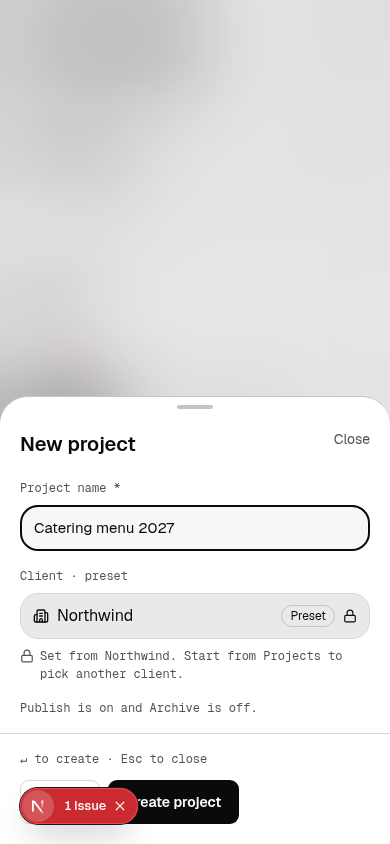 New project
Close
Project name *
Catering menu 2027
Client · preset
Northwind
Preset
Set from Northwind. Start from Projects to
pick another client.
Publish is on and Archive is off.
↵ to create · Esc to close
N 1 Issue
project